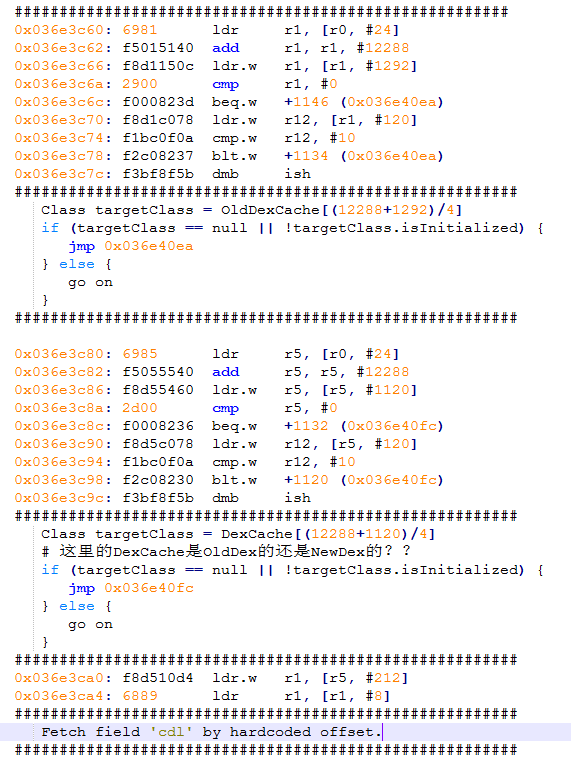 #######################################################
0x036e3c60: 6981      ldr     r1, [r0, #24]
0x036e3c62: f5015140  add     r1, r1, #12288
0x036e3c66: f8d1150c  ldr.w   r1, [r1, #1292]
0x036e3c6a: 2900      cmp     r1, #0
0x036e3c6c: f000823d  beq.w   +1146 (0x036e40ea)
0x036e3c70: f8d1c078  ldr.w   r12, [r1, #120]
0x036e3c74: f1bc0f0a  cmp.w   r12, #10
0x036e3c78: f2c08237  blt.w   +1134 (0x036e40ea)
0x036e3c7c: f3bf8f5b  dmb     ish
########################################################
Class targetClass = OldDexCache[(12288+1292)/4]
if (targetClass == null || !targetClass.isInitialized) {
jmp 0x036e40ea
} else {
go on
}
########################################################
0x036e3c80: 6985      ldr     r5, [r0, #24]
0x036e3c82: f5055540  add     r5, r5, #12288
0x036e3c86: f8d55460  ldr.w   r5, [r5, #1120]
0x036e3c8a: 2d00      cmp     r5, #0
0x036e3c8c: f0008236  beq.w   +1132 (0x036e40fc)
0x036e3c90: f8d5c078  ldr.w   r12, [r5, #120]
0x036e3c94: f1bc0f0a  cmp.w   r12, #10
0x036e3c98: f2c08230  blt.w   +1120 (0x036e40fc)
0x036e3c9c: f3bf8f5b  dmb     ish
########################################################
Class targetClass = DexCache[(12288+1120)/4]
# 这里的DexCache是OldDex的还是NewDex的？？
if (targetClass == null || !targetClass.isInitialized) {
jmp 0x036e40fc
} else {
go on
}
########################################################
0x036e3ca0: f8d510d4  ldr.w   r1, [r5, #212]
0x036e3ca4: 6889      ldr     r1, [r1, #8]
########################################################
Fetch field 'cdl' by hardcoded offset.
########################################################